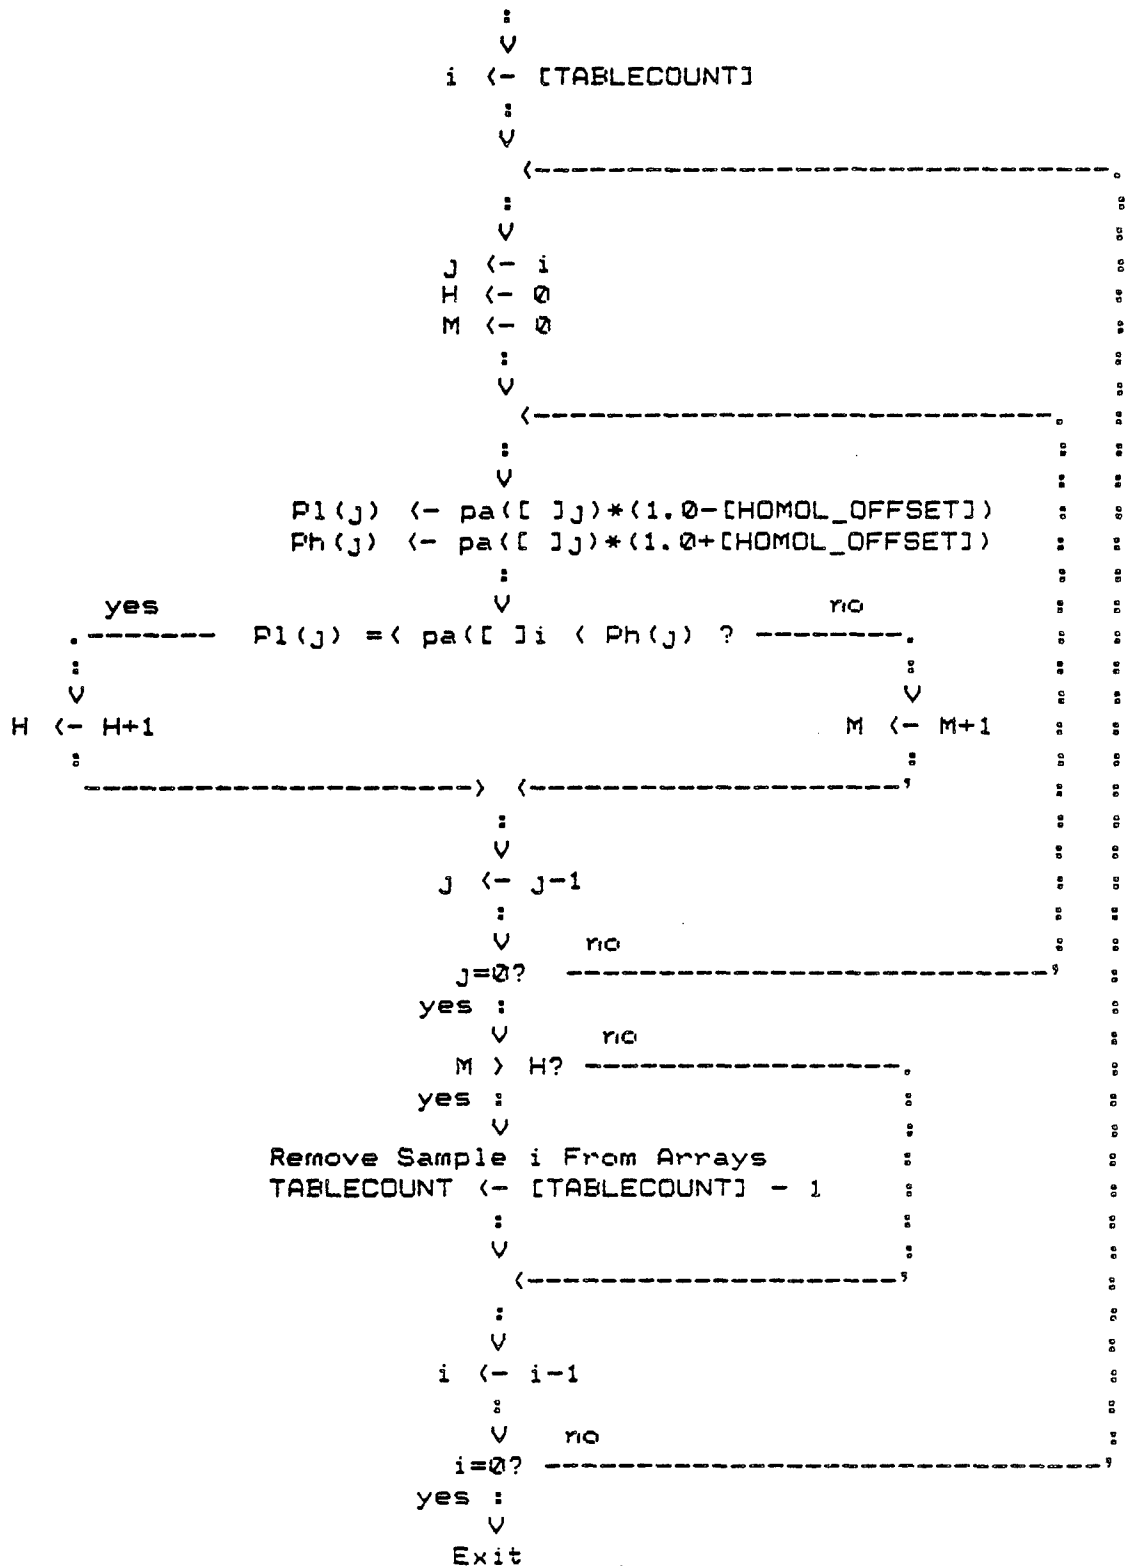 :
V
i <- [TABLECOUNT]
:
V
<-----------------------------.
:
V
j <- i
H <- 0
M <- 0
:
V
<--------------------------.
:
V
Pl(j) <- pa([ ]j)*(1.0-[HOMOL_OFFSET])
Ph(j) <- pa([ ]j)*(1.0+[HOMOL_OFFSET])
:
yes V no
.------- Pl(j) =< pa([ ]i < Ph(j) ? -------.
: :
V V
H <- H+1 M <- M+1
: :
--------------------> <-------------------'
:
V
j <- j-1
:
V no
j=0? ------------------------'
yes :
V no
M > H? ----------------.
yes :
V
Remove Sample i From Arrays
TABLECOUNT <- [TABLECOUNT] - 1
:
V
<-------------------'
:
V
i <- i-1
:
V no
i=0? ----------------------------'
yes :
V
Exit